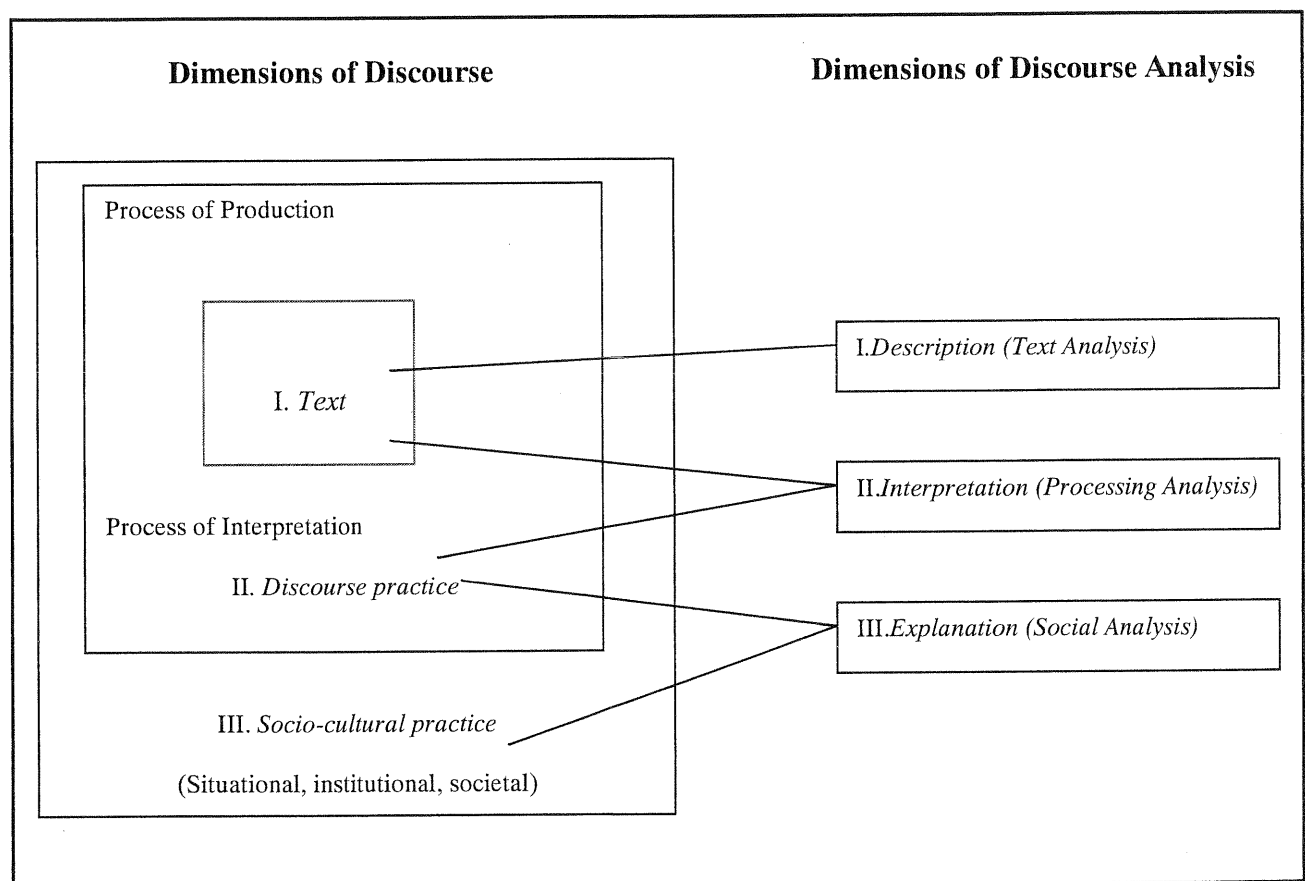 Dimensions of Discourse
Dimensions of Discourse Analysis
Process of Production
I. Text
Process of Interpretation
II. Discourse practice
III. Socio-cultural practice
(Situational, institutional, societal)
I.Description (Text Analysis)
II.Interpretation (Processing Analysis)
III.Explanation (Social Analysis)